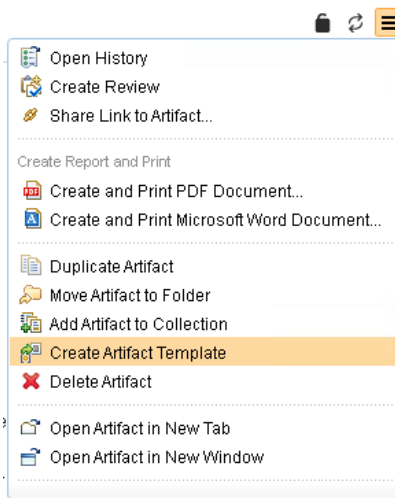 Open History
Create Review
Share Link to Artifact...
Create Report and Print
Create and Print PDF Document...
Create and Print Microsoft Word Document...
Duplicate Artifact
Move Artifact to Folder
Add Artifact to Collection
Create Artifact Template
Delete Artifact
Open Artifact in New Tab
Open Artifact in New Window